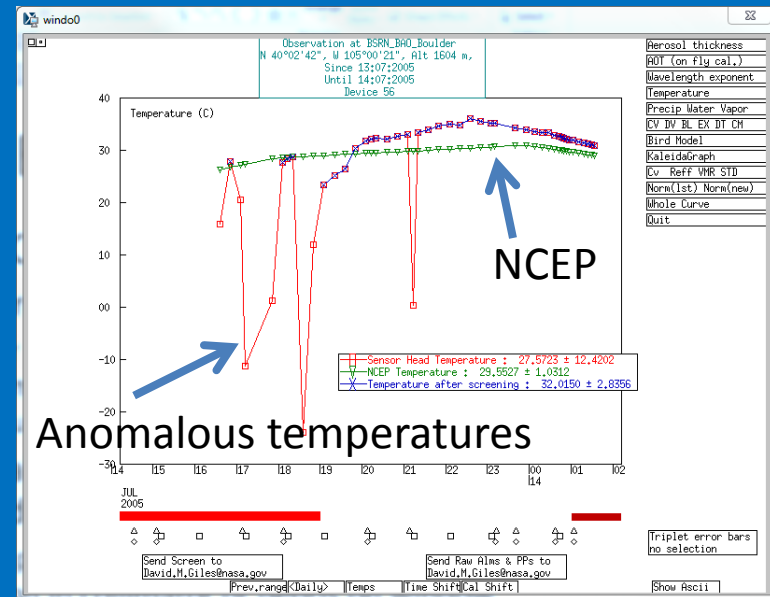 windo0
Observation at BSRN_BAO_Boulder
N 40°02'42", W 105°00'21", Alt 1604 m,
Since 13:07:2005
Until 14:07:2005
Device 56
Temperature (C)
40
30
20
10
00
-10
-20
-30
NCEP
Sensor Head Temperature : 27.5723 ± 12.4202
NCEP Temperature : 29.5527 ± 1.0312
Temperature after screening : 32.0150 ± 2.8356
Anomalous temperatures
14 15 16 17 18 19 20 21 22 23 00 01 02
14
JUL
2005
Send Screen to
David.M.Giles@nasa.gov
Send Raw Alms & PPs to
David.M.Giles@nasa.gov
Prev.range <Daily> Temps Time Shift Cal Shift Show Ascii
Aerosol thickness
AOT (on fly cal.)
Wavelength exponent
Temperature
Precip Water Vapor
CV DV BL EX DT CM
Bird Model
KaleidaGraph
Cv Reff VMR STD
Norm(lst) Norm(new)
Whole Curve
Quit
Triplet error bars
no selection